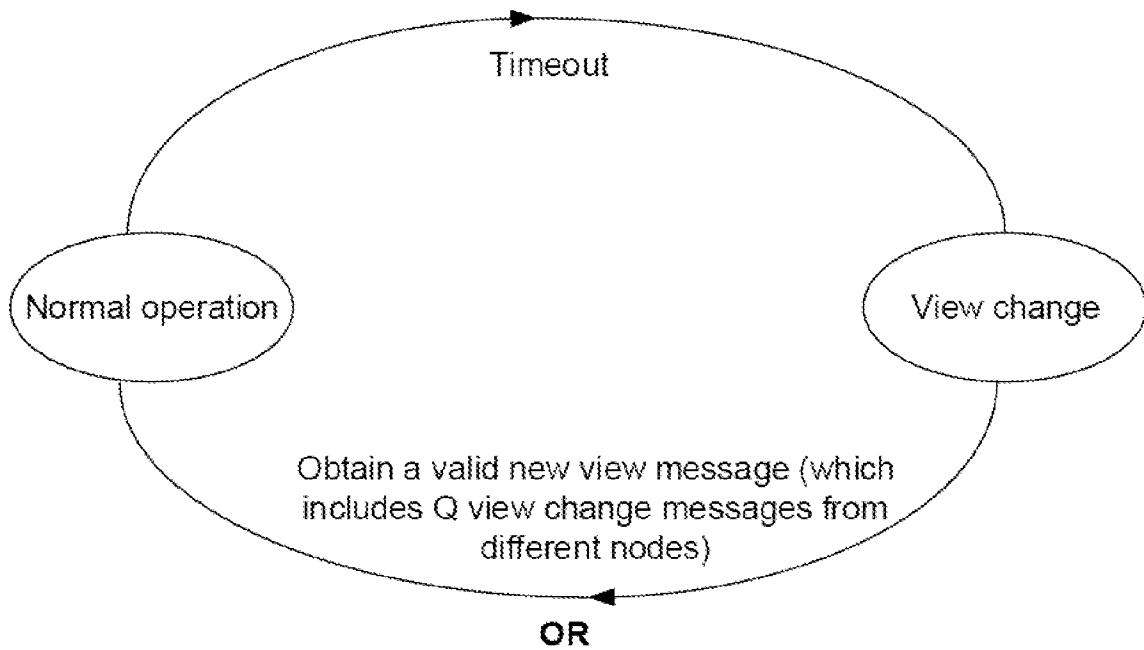 Timeout
Normal operation
View change
Obtain a valid new view message (which
includes Q view change messages from
different nodes)
OR